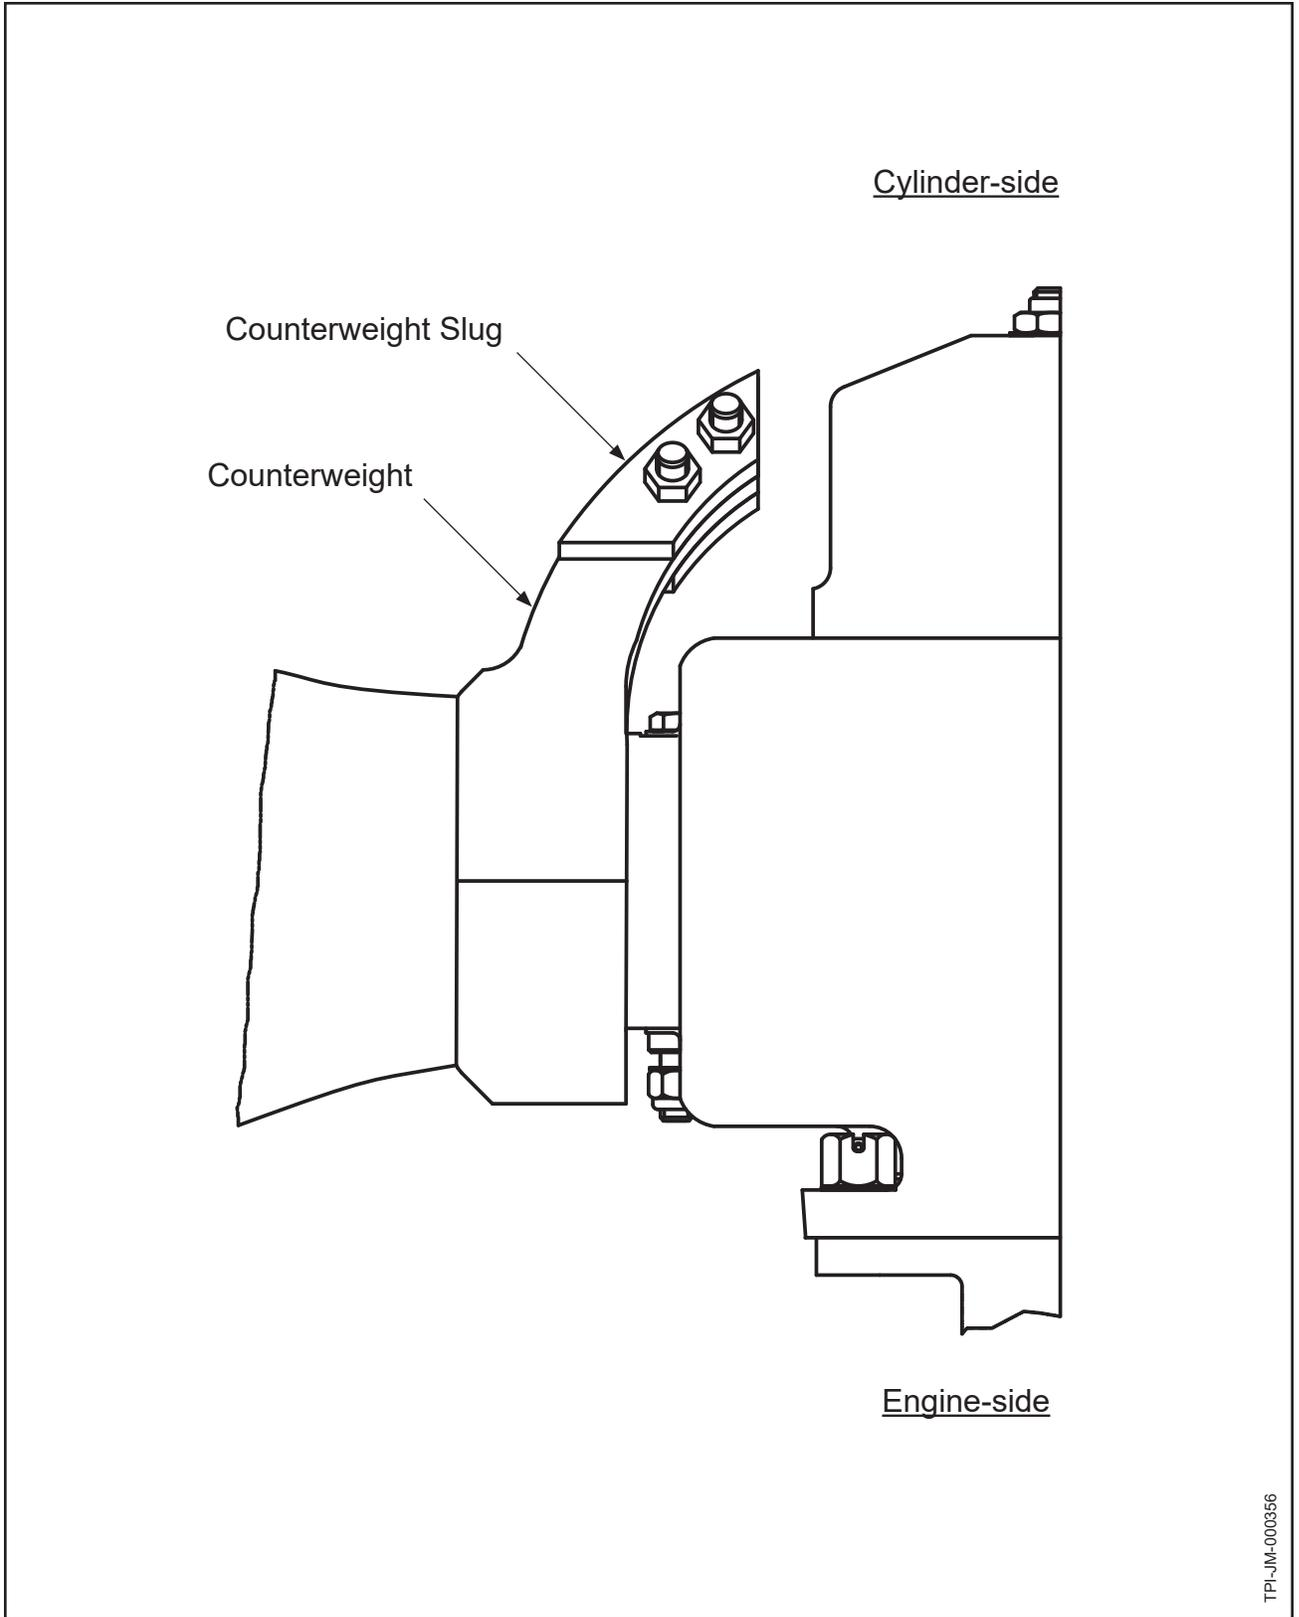 Cylinder-side
Counterweight Slug
Counterweight
Engine-side
TPI-JM-000356